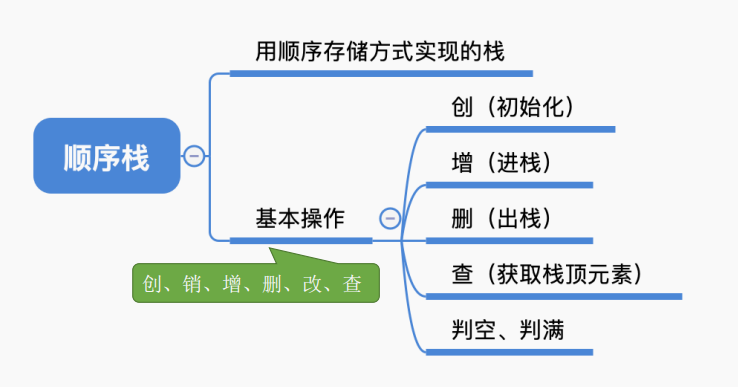 用顺序存储方式实现的栈
创（初始化）
顺序栈
增（进栈）
基本操作
删（出栈）
创、销、增、删、改、查
查（获取栈顶元素）
判空、判满